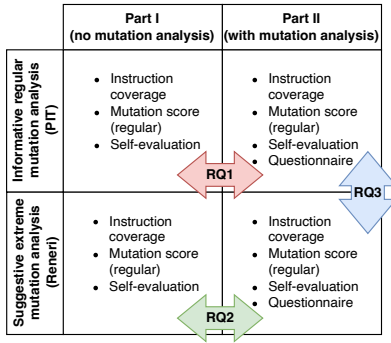 Part I
(no mutation analysis)
Part II
(with mutation analysis)
Informative regular
mutation analysis
(PIT)
• Instruction
coverage
• Mutation score
(regular)
• Self-evaluation
• Instruction
coverage
• Mutation score
(regular)
• Self-evaluation
• Questionnaire
RQ1
RQ3
Suggestive extreme
mutation analysis
(Reneri)
• Instruction
coverage
• Mutation score
(regular)
• Self-evaluation
• Instruction
coverage
• Mutation score
(regular)
• Self-evaluation
• Questionnaire
RQ2